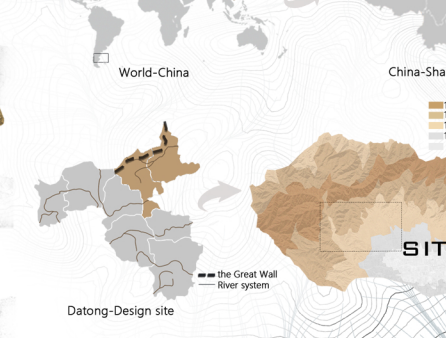 World-China
China-Sha
the Great Wall
River system
SIT
Datong-Design site